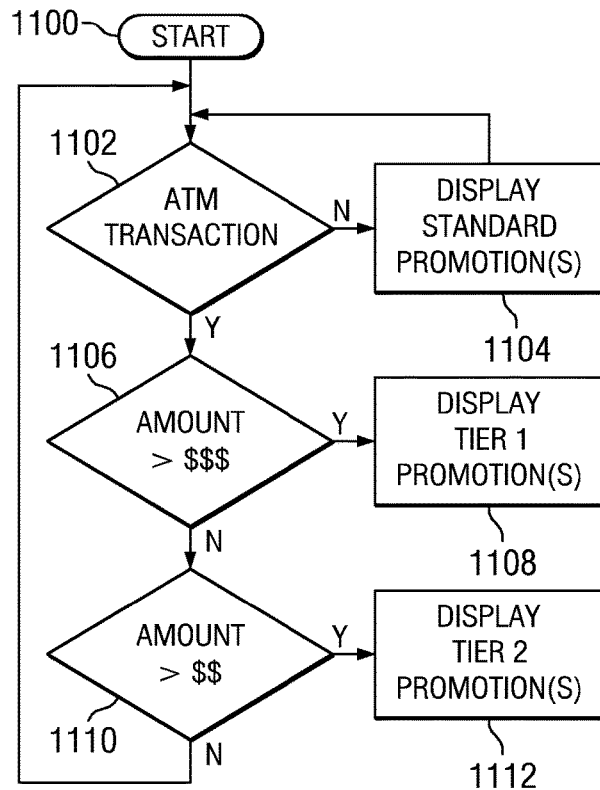 1100
START
1102
ATM
TRANSACTION
N
DISPLAY
STANDARD
PROMOTION(S)
1104
Y
1106
AMOUNT
> $$$
Y
DISPLAY
TIER 1
PROMOTION(S)
1108
N
AMOUNT
> $$
Y
DISPLAY
TIER 2
PROMOTION(S)
1110
N
1112